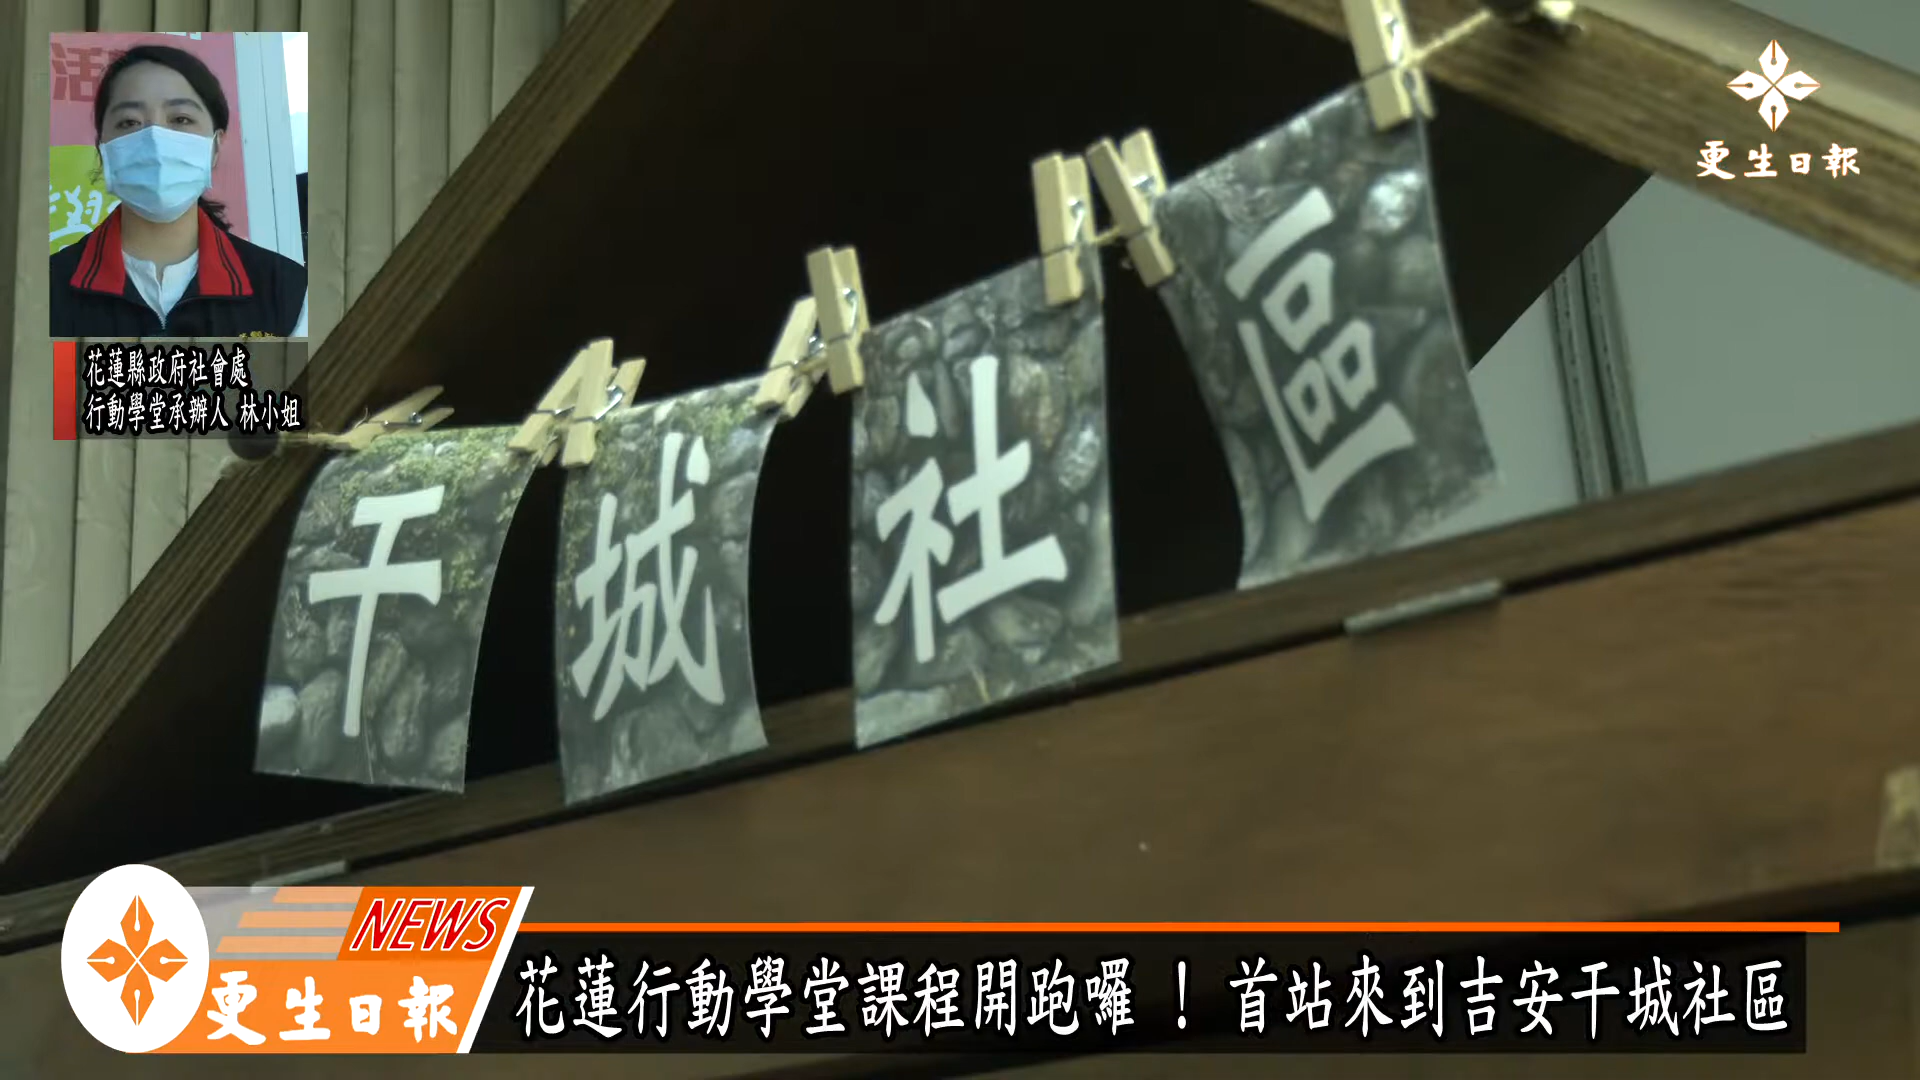 活
更生日報
花蓮縣政府社會處
行動學堂承辦人 林小姐
干城社區
NEWS
更生日報
花蓮行動學堂課程開跑囉 ! 首站來到吉安干城社區